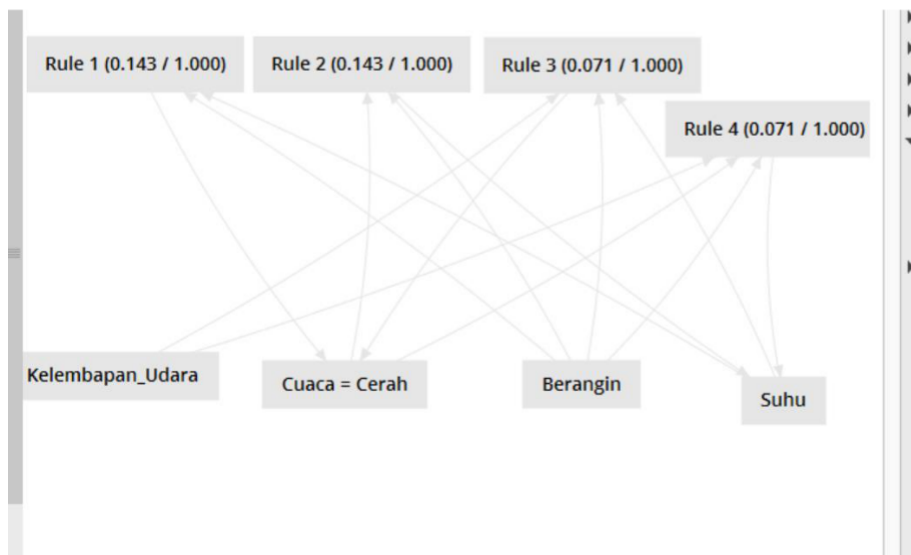 Rule 1 (0.143 / 1.000)
Rule 2 (0.143 / 1.000)
Rule 3 (0.071 / 1.000)
Rule 4 (0.071 / 1.000)
Kelembapan_Udara
Cuaca = Cerah
Berangin
Suhu